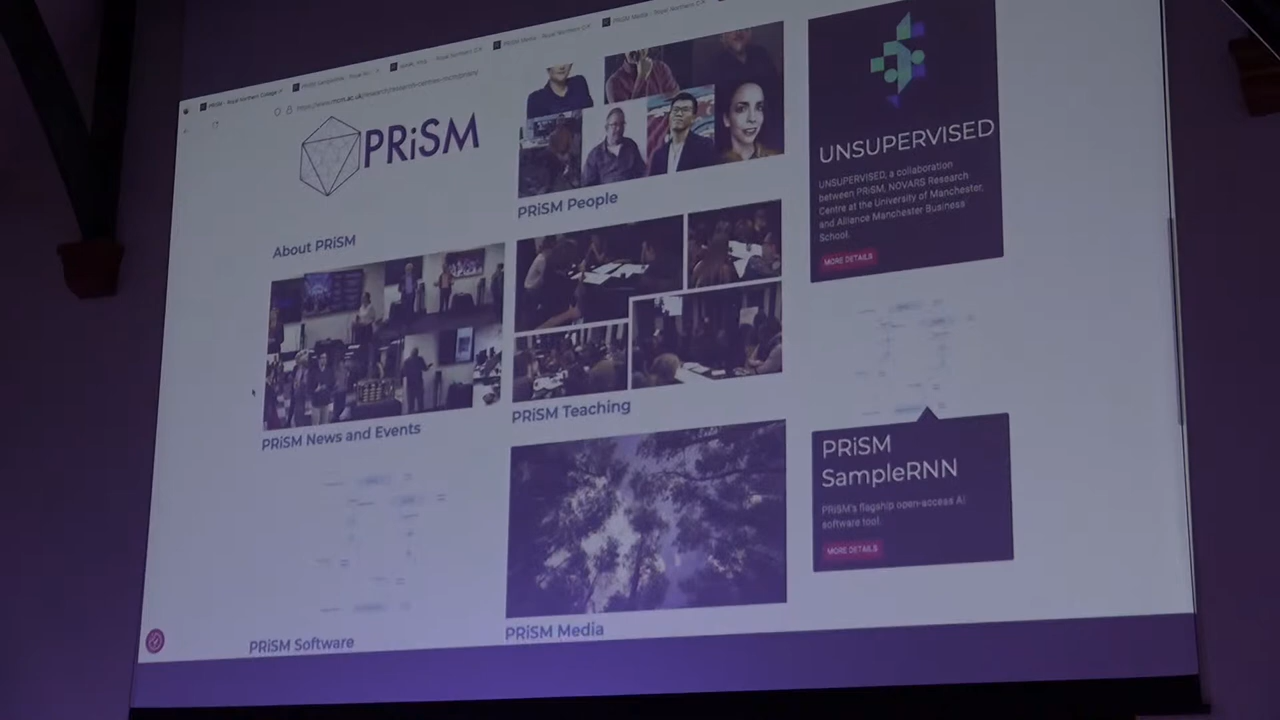 PRiSM
About PRiSM
PRiSM News and Events
PRiSM Software
PRiSM People
PRiSM Teaching
PRiSM Media
UNSUPERVISED
UNSUPERVISED, a collaboration
between PRiSM, NOVARS Research
Centre at the University of Manchester,
and Alliance Manchester Business
School.
MORE DETAILS
PRiSM
SampleRNN
PRiSM's flagship open-access AI
software tool.
MORE DETAILS